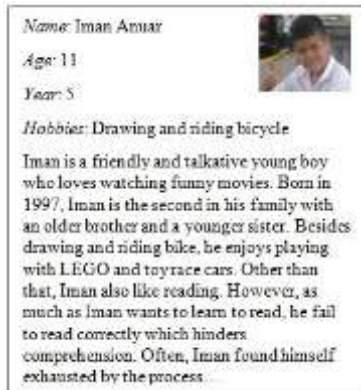 Name: Iman Anuar
Age: 11
Year: 5
Hobbies: Drawing and riding bicycle
Iman is a friendly and talkative young boy
who loves watching funny movies. Born in
1997, Iman is the second in his family with
an older brother and a younger sister. Besides
drawing and riding bike, he enjoys playing
with LEGO and toy race cars. Other than
that, Iman also like reading. However, as
much as Iman wants to learn to read, he fail
to read correctly which hinders
comprehension. Often, Iman found himself
exhausted by the process...